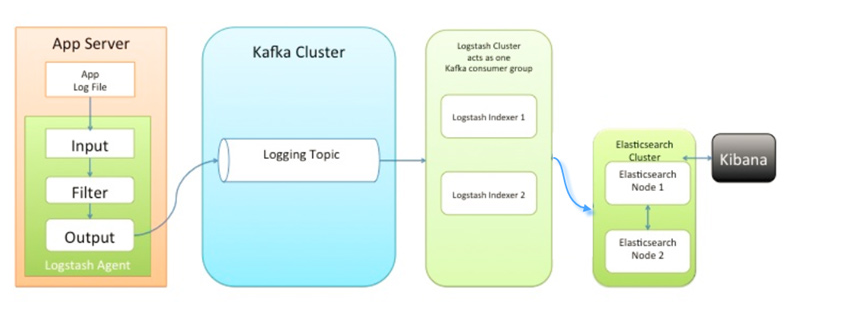 App Server
App
Log File
Input
Filter
Output
Logstash Agent
Kafka Cluster
Logging Topic
Logstash Cluster
acts as one
Kafka consumer group
Logstash Indexer 1
Logstash Indexer 2
Elasticsearch
Cluster
Elasticsearch
Node 1
Elasticsearch
Node 2
Kibana